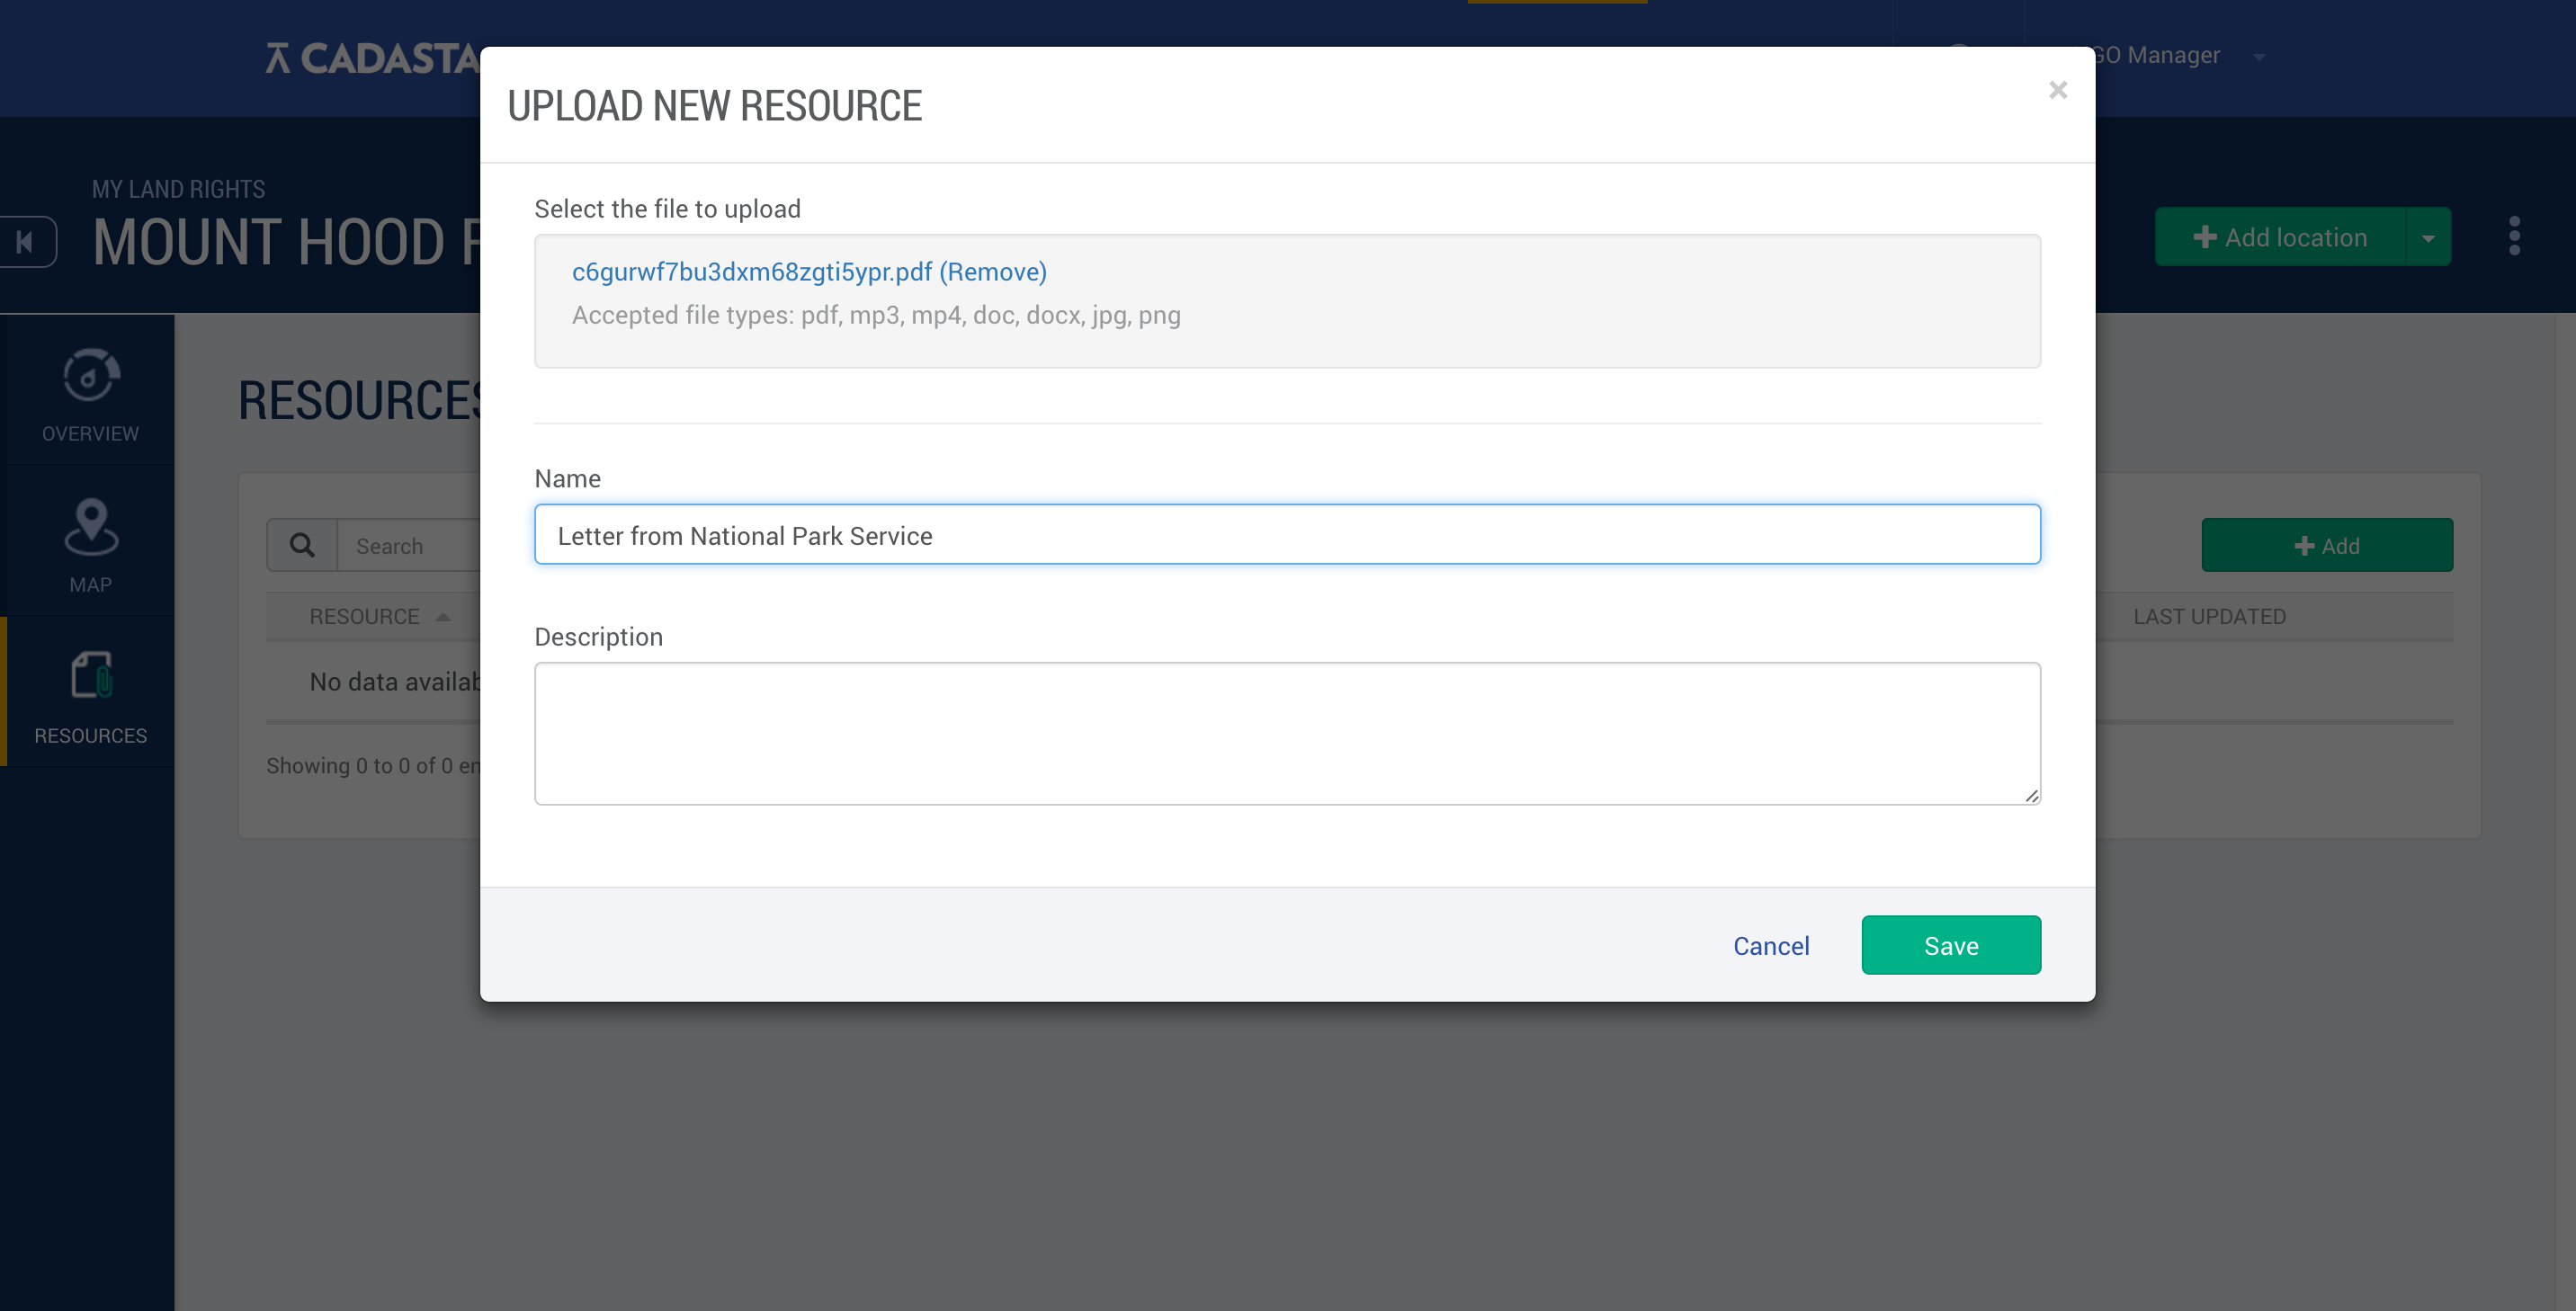 CADASTA
GO Manager
UPLOAD NEW RESOURCE
×
MY LAND RIGHTS
MOUNT HOOD
Add location
Select the file to upload
c6gurwf7bu3dxm68zgti5ypr.pdf (Remove)
Accepted file types: pdf, mp3, mp4, doc, docx, jpg, png
OVERVIEW
MAP
RESOURCES
RESOURCES
Search
Add
RESOURCE
LAST UPDATED
No data availab
Showing 0 to 0 of 0 en
Name
Letter from National Park Service
Description
Cancel
Save